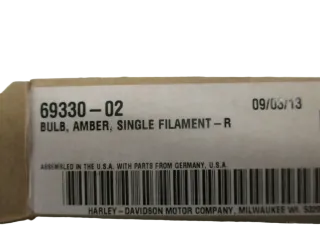 69330-02 09/03/13
BULB, AMBER, SINGLE FILAMENT-R
ASSEMBLED IN THE U.S.A. WITH PARTS FROM GERMANY, U.S.A.
HARLEY-DAVIDSON MOTOR COMPANY, MILWAUKEE WI.